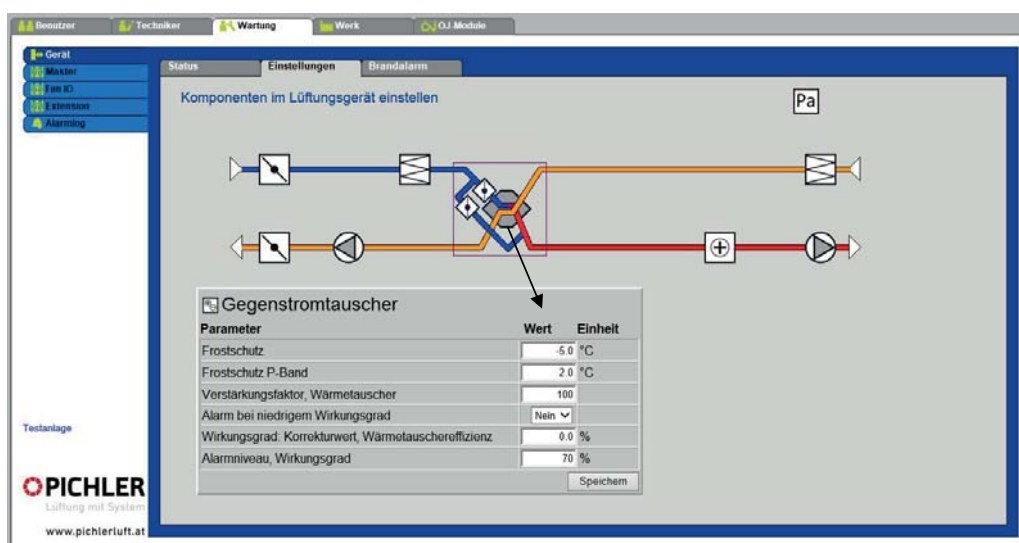 Benutzer
Techniker
Wartung
Werk
OJ Module
Gerät
Master
Fan IO
Extension
Alarmlog
Status
Einstellungen
Brandalarm
Komponenten im Lüftungsgerät einstellen
Pa
Gegenstromtauscher
Parameter Wert Einheit
Frostschutz -5.0 °C
Frostschutz P-Band 2.0 °C
Verstärkungsfaktor, Wärmetauscher 100
Alarm bei niedrigem Wirkungsgrad Nein
Wirkungsgrad: Korrekturwert, Wärmetauschereffizienz 0.0 %
Alarmniveau, Wirkungsgrad 70 %
Speichern
Testanlage
PICHLER
Lüftung mit System
www.pichlerluft.at